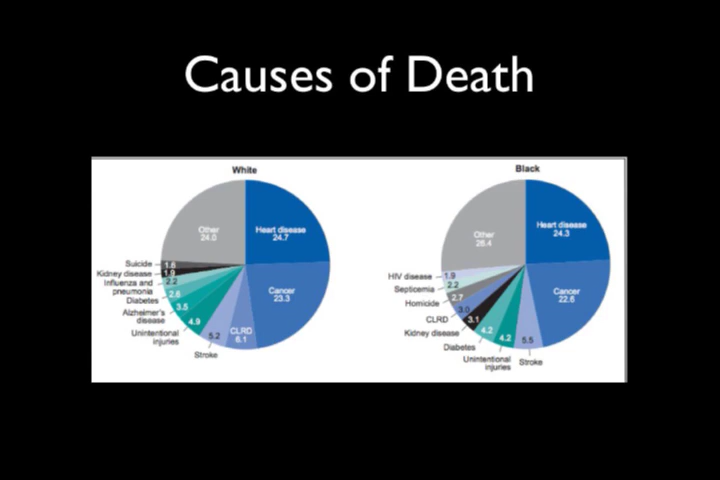 Causes of Death
White
Other
24.0
Heart disease
24.7
Cancer
23.3
CLRD
6.1
5.2
Stroke
4.9
Unintentional
injuries
3.5
Alzheimer's
disease
2.6
Diabetes
2.2
Influenza and
pneumonia
1.9
Kidney disease
1.6
Suicide
Black
Other
26.4
Heart disease
24.3
Cancer
22.6
5.5
Stroke
4.2
Unintentional
injuries
4.2
Diabetes
3.1
Kidney disease
3.0
CLRD
2.7
Homicide
2.2
Septicemia
1.9
HIV disease